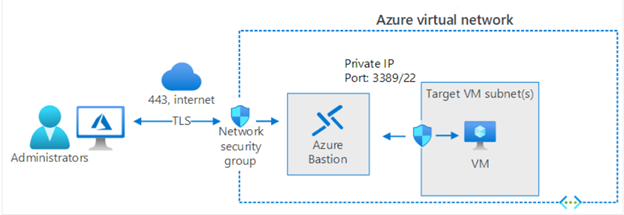 Azure virtual network
Private IP
Port: 3389/22
443, internet
TLS
Administrators
Network
security
group
Azure
Bastion
Target VM subnet(s)
VM